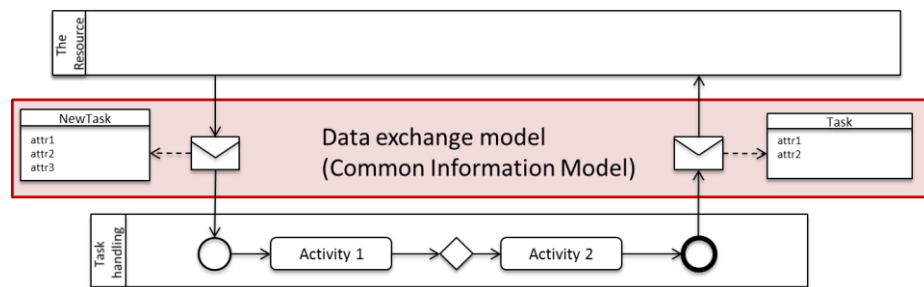 The
Resource
NewTask
attr1
attr2
attr3
Data exchange model
(Common Information Model)
Task
attr1
attr2
Task
handling
Activity 1
Activity 2